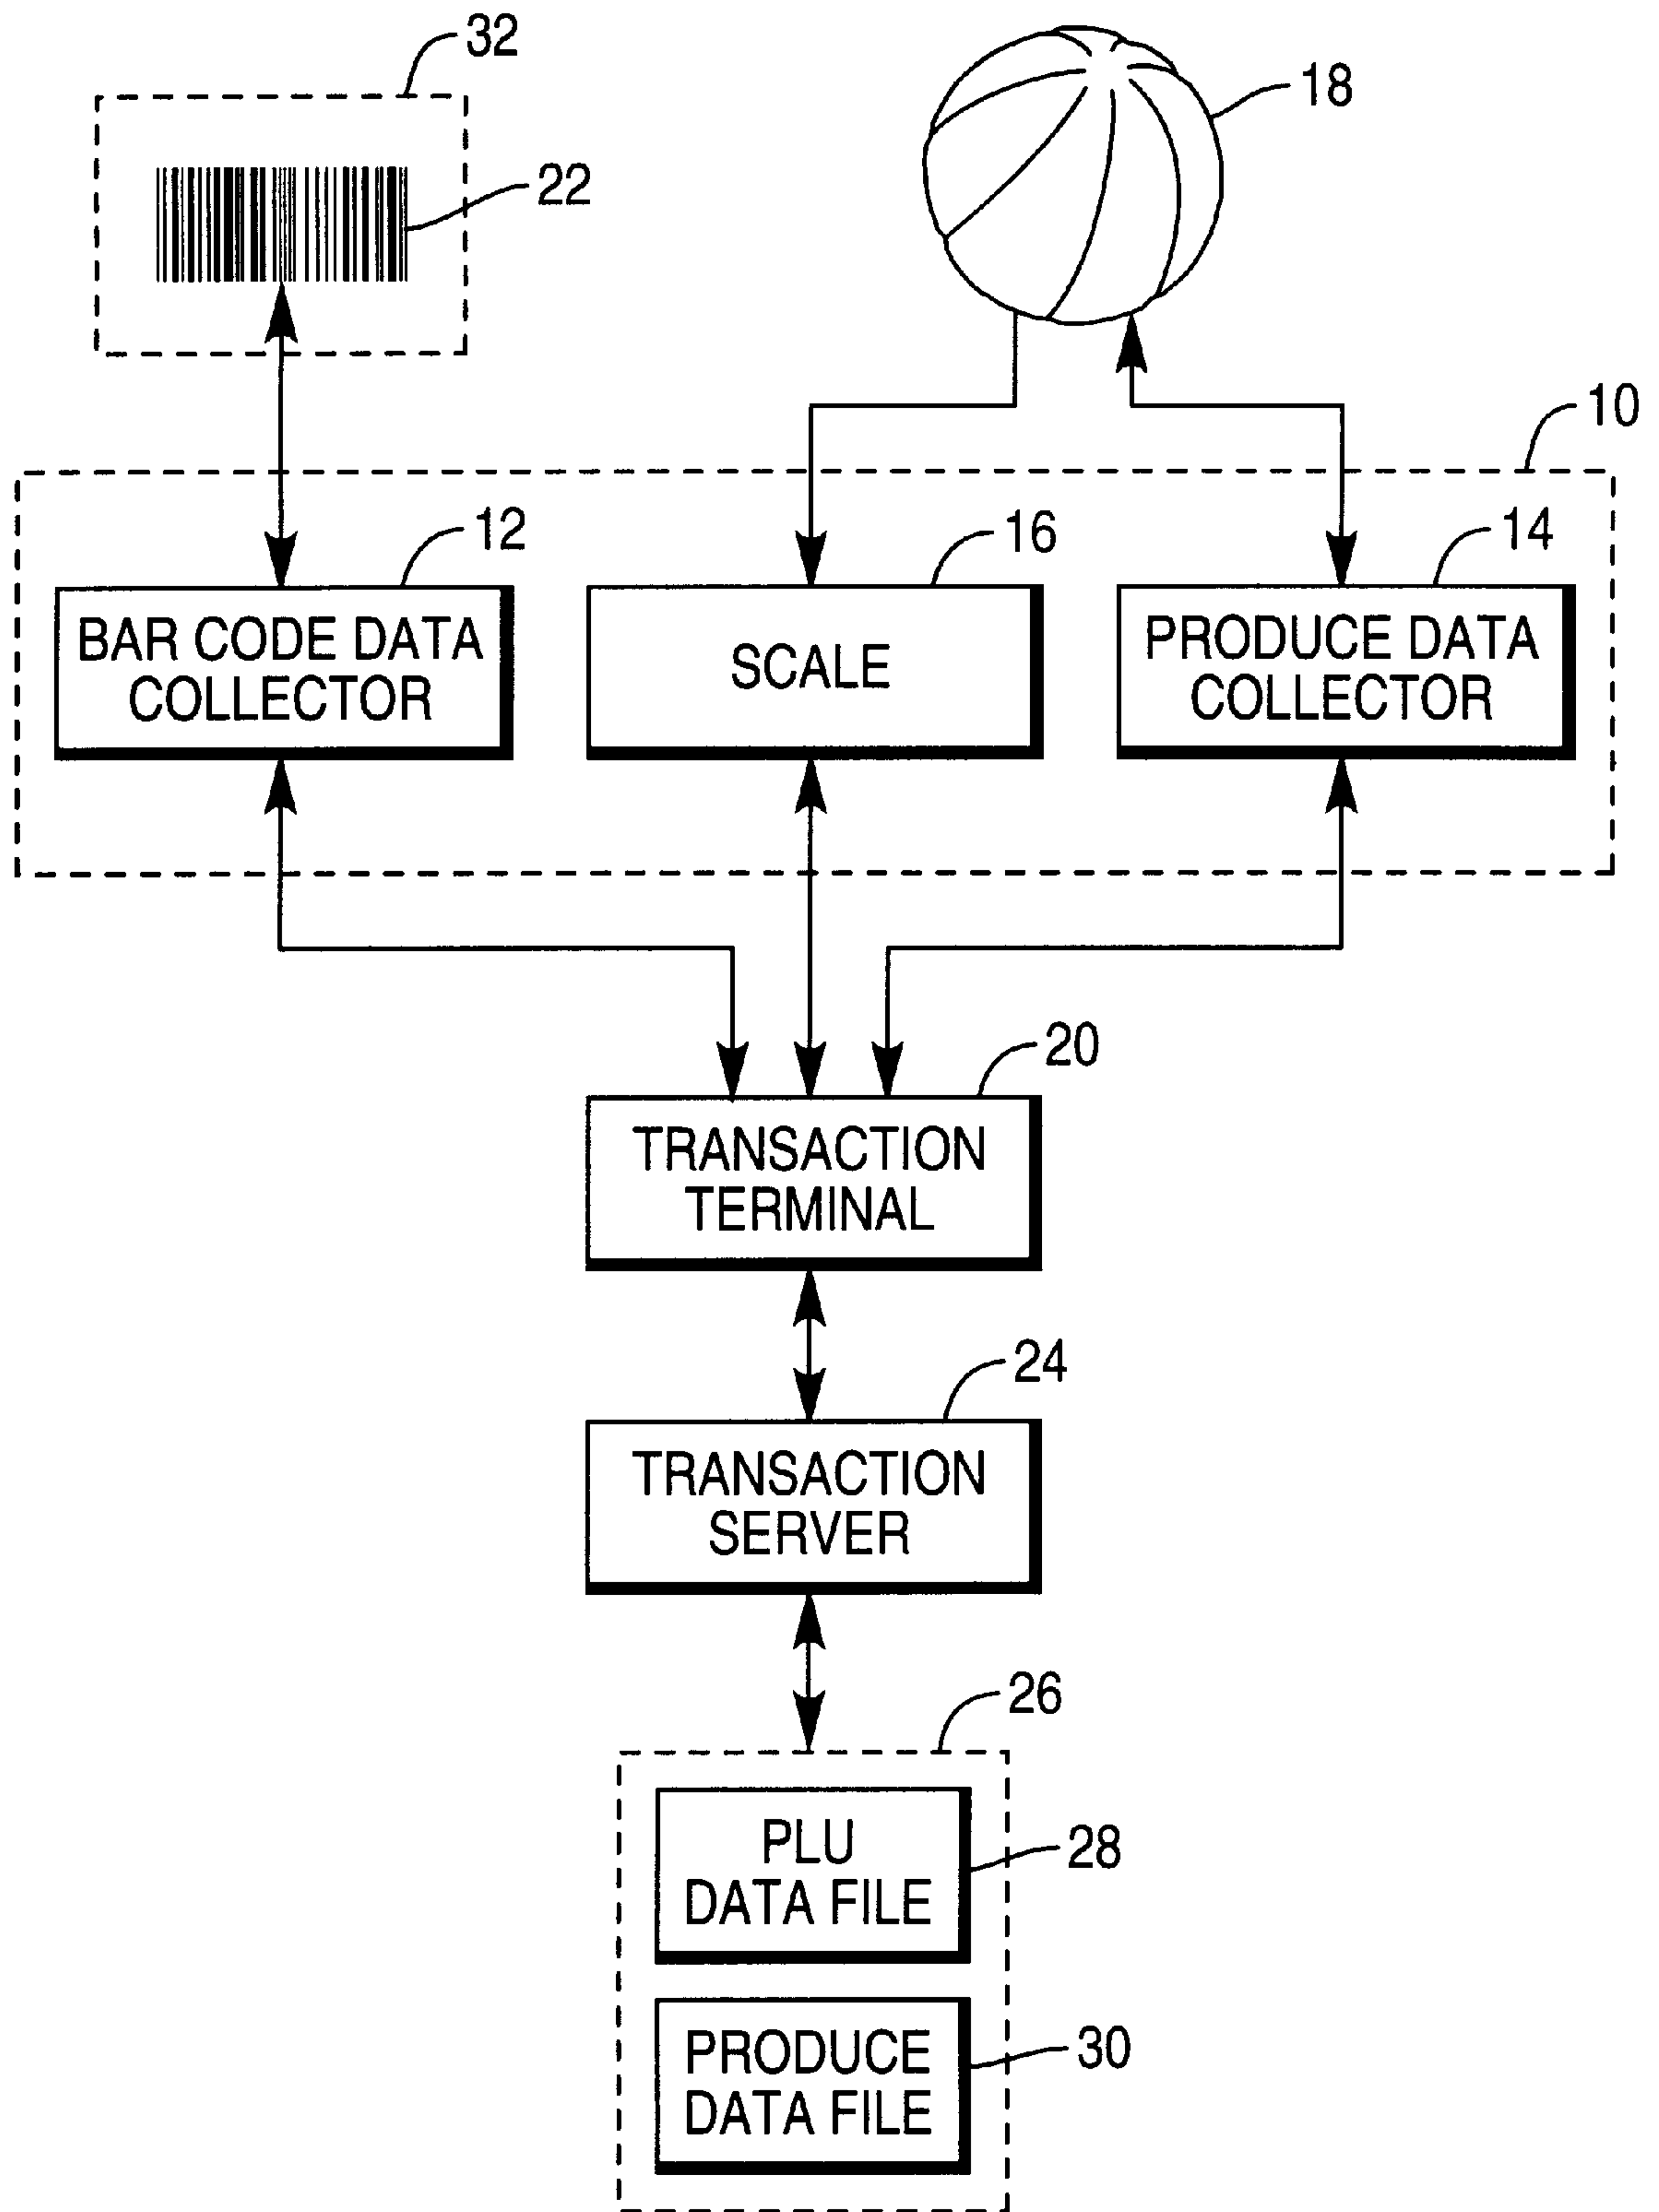 32
18
22
10
12
16
14
BAR CODE DATA
COLLECTOR
SCALE
PRODUCE DATA
COLLECTOR
20
TRANSACTION
TERMINAL
24
TRANSACTION
SERVER
26
PLU
DATA FILE
28
PRODUCE
DATA FILE
30